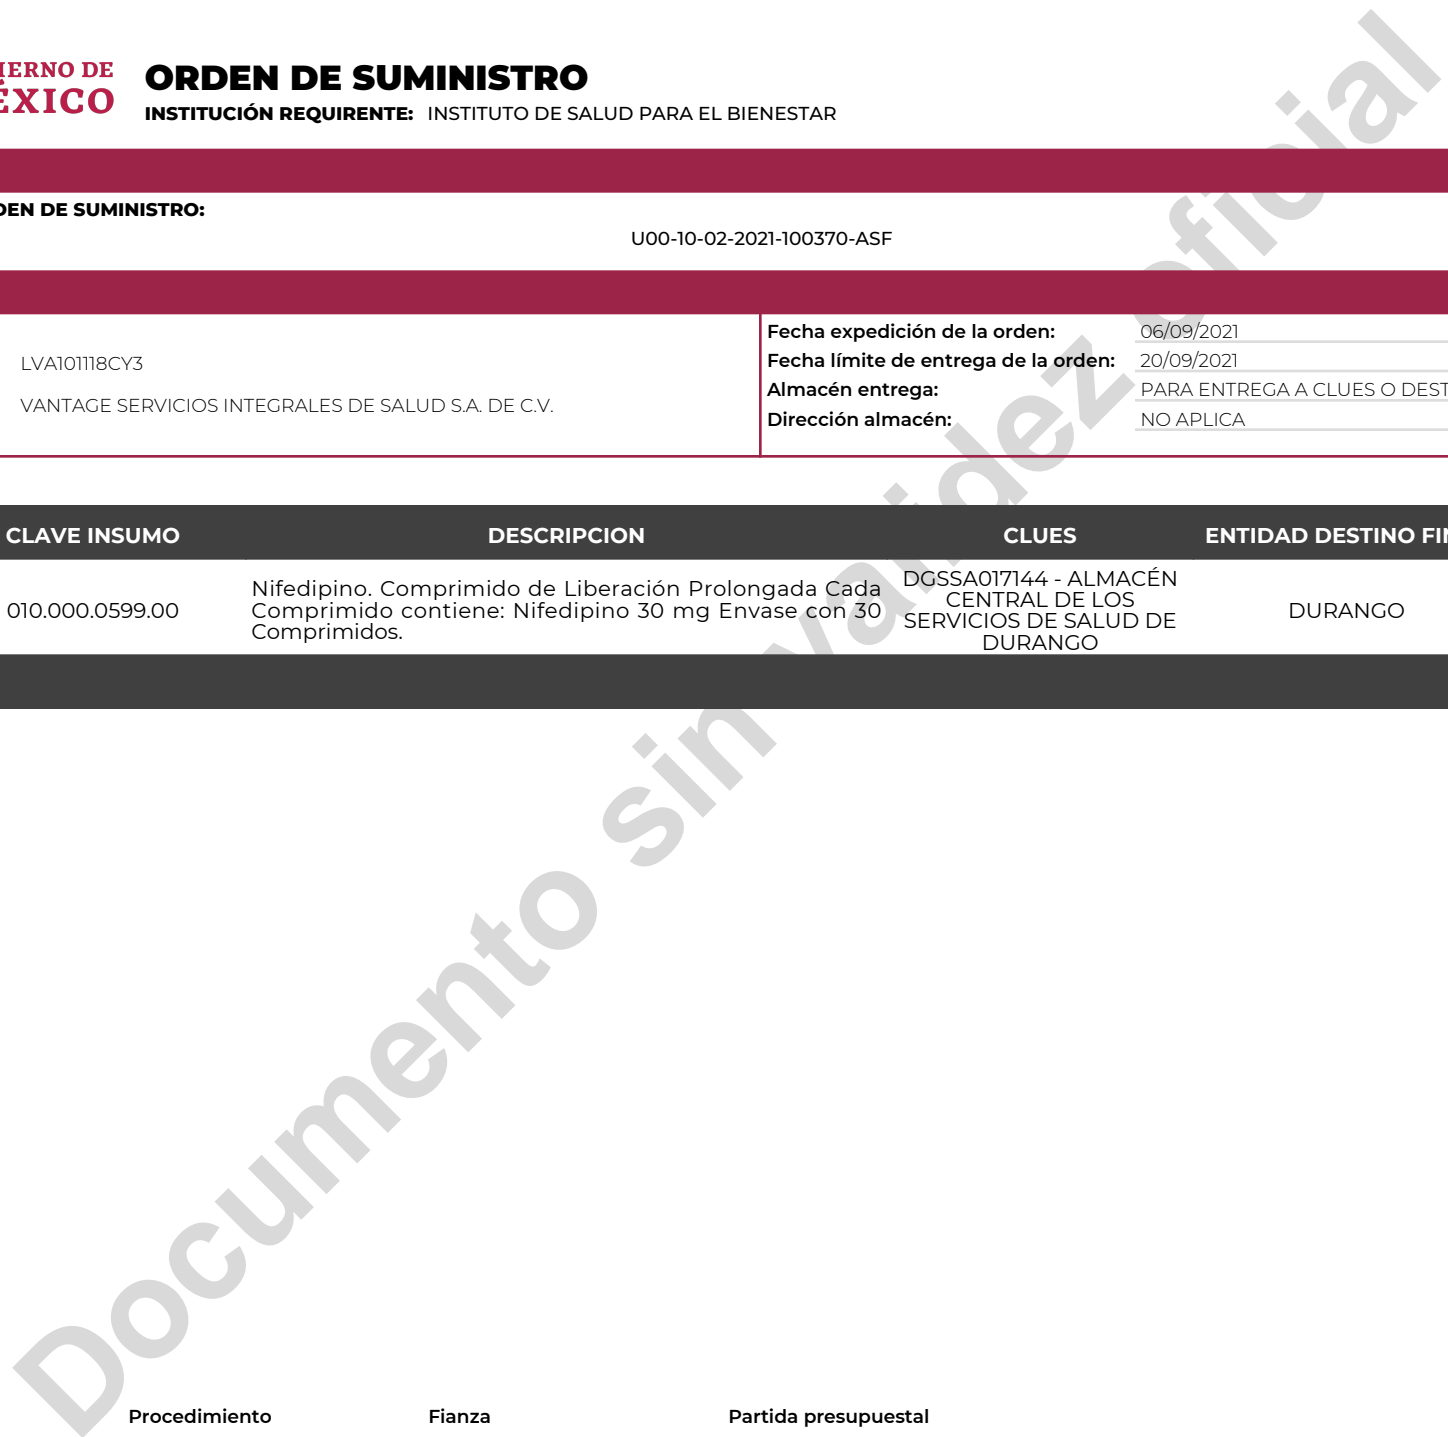 IERNO DE
ÉXICO
ORDEN DE SUMINISTRO
INSTITUCIÓN REQUIRENTE: INSTITUTO DE SALUD PARA EL BIENESTAR
DEN DE SUMINISTRO:
U00-10-02-2021-100370-ASF
LVA101118CY3
VANTAGE SERVICIOS INTEGRALES DE SALUD S.A. DE C.V.
Fecha expedición de la orden: 06/09/2021
Fecha límite de entrega de la orden: 20/09/2021
Almacén entrega: PARA ENTREGA A CLUES O DEST
Dirección almacén: NO APLICA
CLAVE INSUMO DESCRIPCION CLUES ENTIDAD DESTINO FIN
010.000.0599.00
Nifedipino. Comprimido de Liberación Prolongada Cada
Comprimido contiene: Nifedipino 30 mg Envase con 30
Comprimidos.
DGSSA017144 - ALMACÉN
CENTRAL DE LOS
SERVICIOS DE SALUD DE
DURANGO
DURANGO
Documento sin validez oficial
Procedimiento Fianza Partida presupuestal